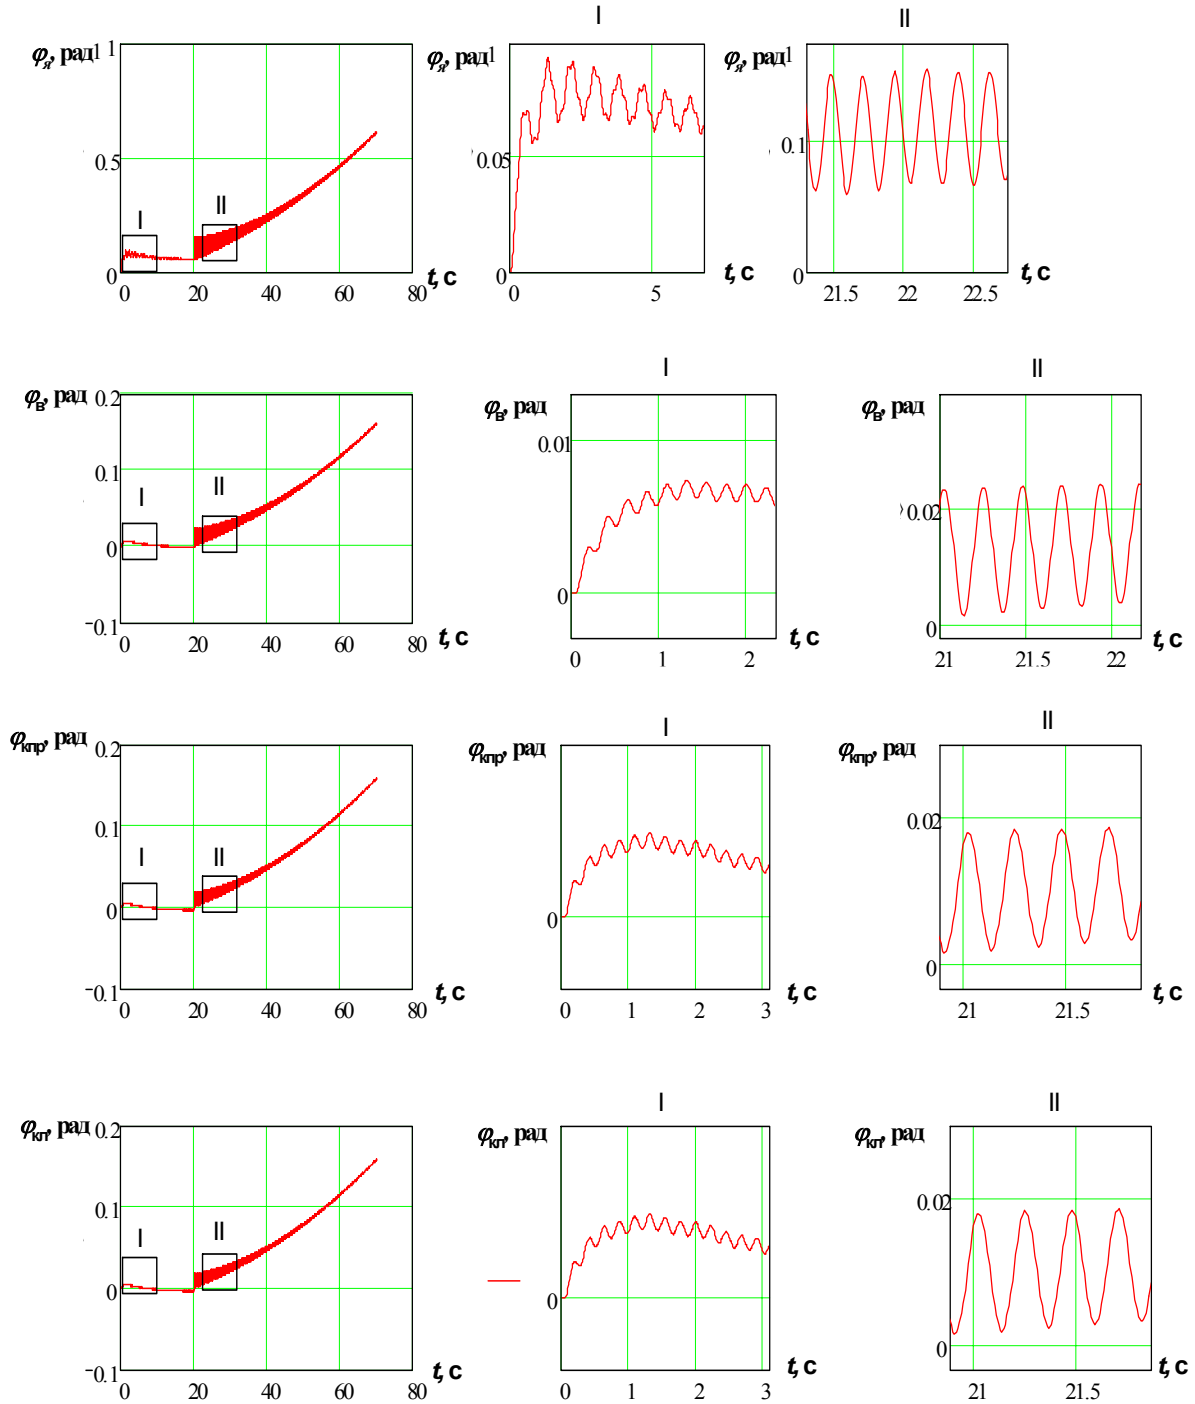 I
II
φя, рад
1
0.5
0
I
II
0 20 40 60 80
t, с
φя, рад
1
0.05
0
0 5
t, с
φя, рад
1
0.1
0
21.5 22 22.5
t, с
I
II
φв, рад
0.2
0.1
0
-0.1
I
II
0 20 40 60 80
t, с
φв, рад
0.01
0
0 1 2
t, с
φв, рад
0.02
0
21 21.5 22
t, с
I
II
φкпр, рад
0.2
0.1
0
-0.1
I
II
0 20 40 60 80
t, с
φкпр, рад
0
0 1 2 3
t, с
φкпр, рад
0.02
0
21 21.5
t, с
I
II
φкл, рад
0.2
0.1
0
-0.1
I
II
0 20 40 60 80
t, с
φкл, рад
0
0 1 2 3
t, с
φкл, рад
0.02
0
21 21.5
t, с